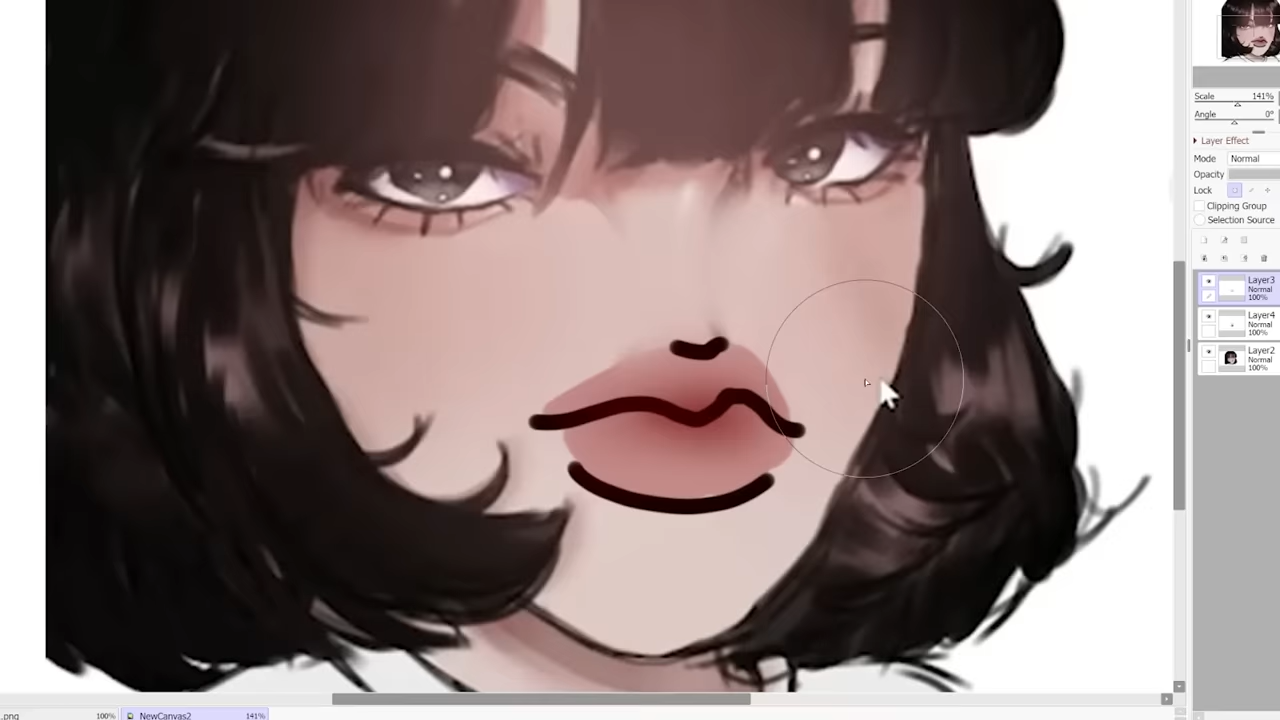 Scale 141%
Angle 0°
Layer Effect
Mode Normal
Opacity
Lock
Clipping Group
Selection Source
Layer3
Normal
100%
Layer4
Normal
100%
Layer2
Normal
100%
.png 100% NewCanvas2 141%